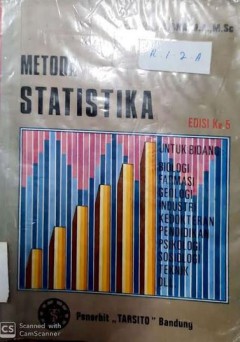 M.A., M.Sc
RIZA
METODA
STATISTIKA
EDISI Ke 5
UNTUK BIDANG:
BIOLOGI
FARMASI
GEOLOGI
INDUSTRI
KEDOKTERAN
PENDIDIKAN
PSIKOLOGI
SOSIOLOGI
TEKNIK
DLL
Penerbit "TARSITO" Bandung
CS Scanned with
CamScanner